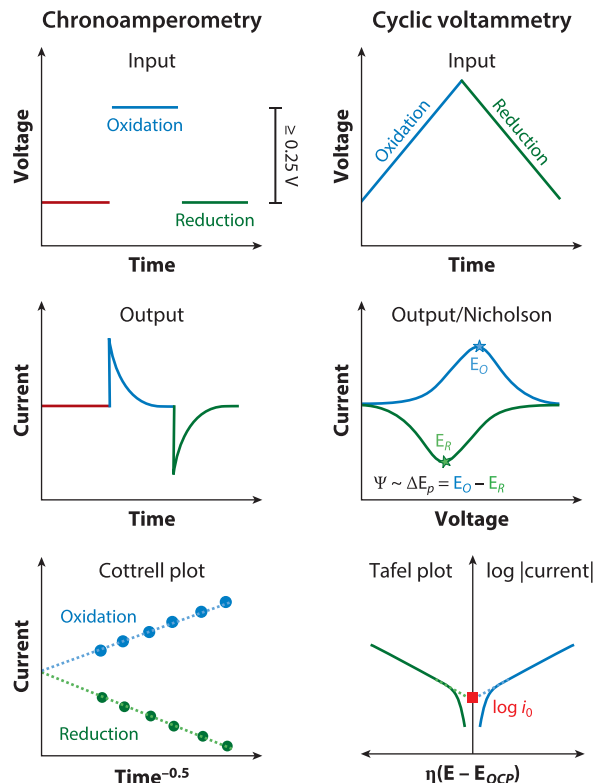 Chronoamperometry
Input
Voltage
Oxidation
Reduction
≥ 0.25 V
Time
Cyclic voltammetry
Input
Voltage
Oxidation
Reduction
Time
Output
Current
Time
Output/Nicholson
Current
E_O
E_R
Ψ ~ ΔE_p = E_O – E_R
Voltage
Cottrell plot
Current
Oxidation
Reduction
Time^–0.5
Tafel plot
log |current|
log i_0
η(E – E_OCP)